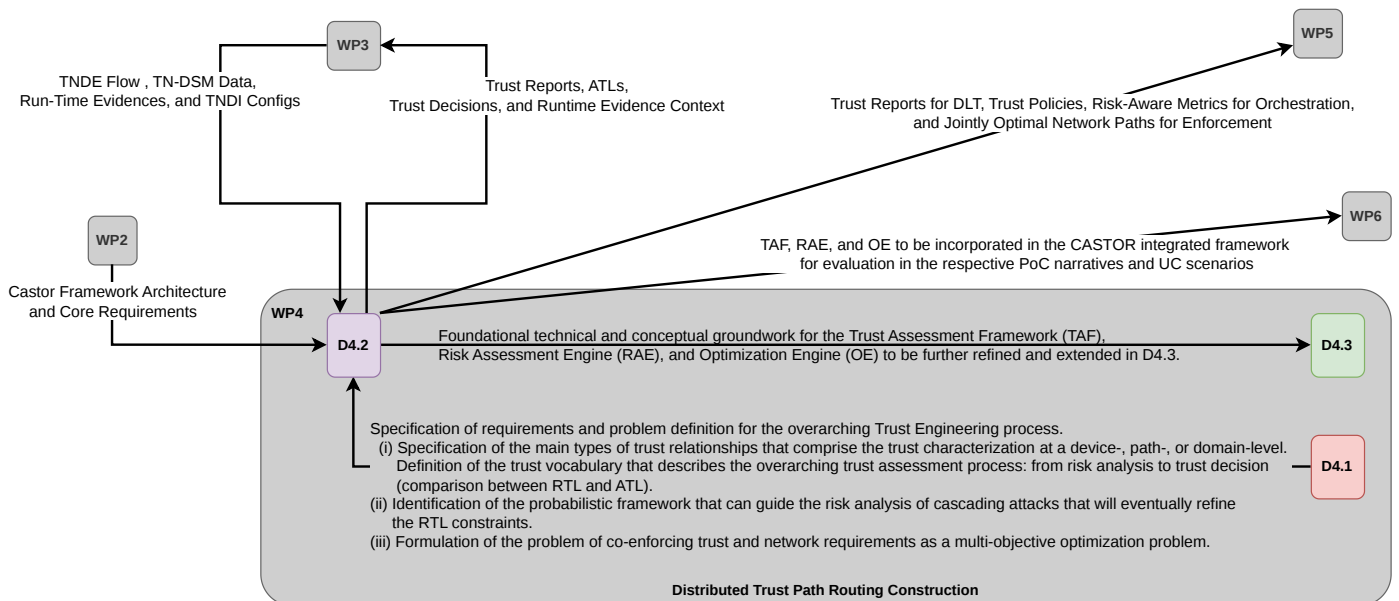 WP3
WP5
TNDE Flow , TN-DSM Data,
Run-Time Evidences, and TNDI Configs
Trust Reports, ATLs,
Trust Decisions, and Runtime Evidence Context
Trust Reports for DLT, Trust Policies, Risk-Aware Metrics for Orchestration,
and Jointly Optimal Network Paths for Enforcement
WP2
WP6
TAF, RAE, and OE to be incorporated in the CASTOR integrated framework
for evaluation in the respective PoC narratives and UC scenarios
Castor Framework Architecture
and Core Requirements
WP4
D4.2
Foundational technical and conceptual groundwork for the Trust Assessment Framework (TAF),
Risk Assessment Engine (RAE), and Optimization Engine (OE) to be further refined and extended in D4.3.
D4.3
Specification of requirements and problem definition for the overarching Trust Engineering process.
(i) Specification of the main types of trust relationships that comprise the trust characterization at a device-, path-, or domain-level.
Definition of the trust vocabulary that describes the overarching trust assessment process: from risk analysis to trust decision
(comparison between RTL and ATL).
(ii) Identification of the probabilistic framework that can guide the risk analysis of cascading attacks that will eventually refine
the RTL constraints.
(iii) Formulation of the problem of co-enforcing trust and network requirements as a multi-objective optimization problem.
D4.1
Distributed Trust Path Routing Construction